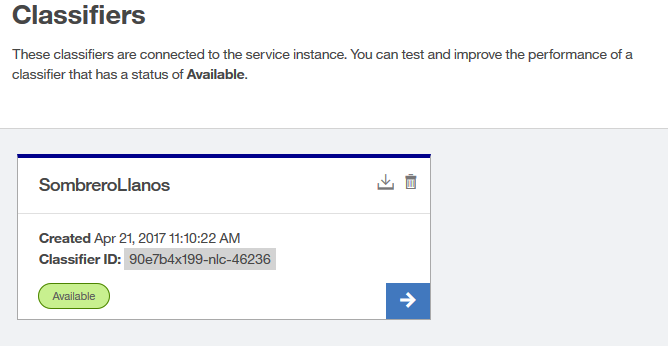 Classifiers
These classifiers are connected to the service instance. You can test and improve the performance of a
classifier that has a status of Available.
SombreroLlanos
Created Apr 21, 2017 11:10:22 AM
Classifier ID: 90e7b4x199-nlc-46236
Available